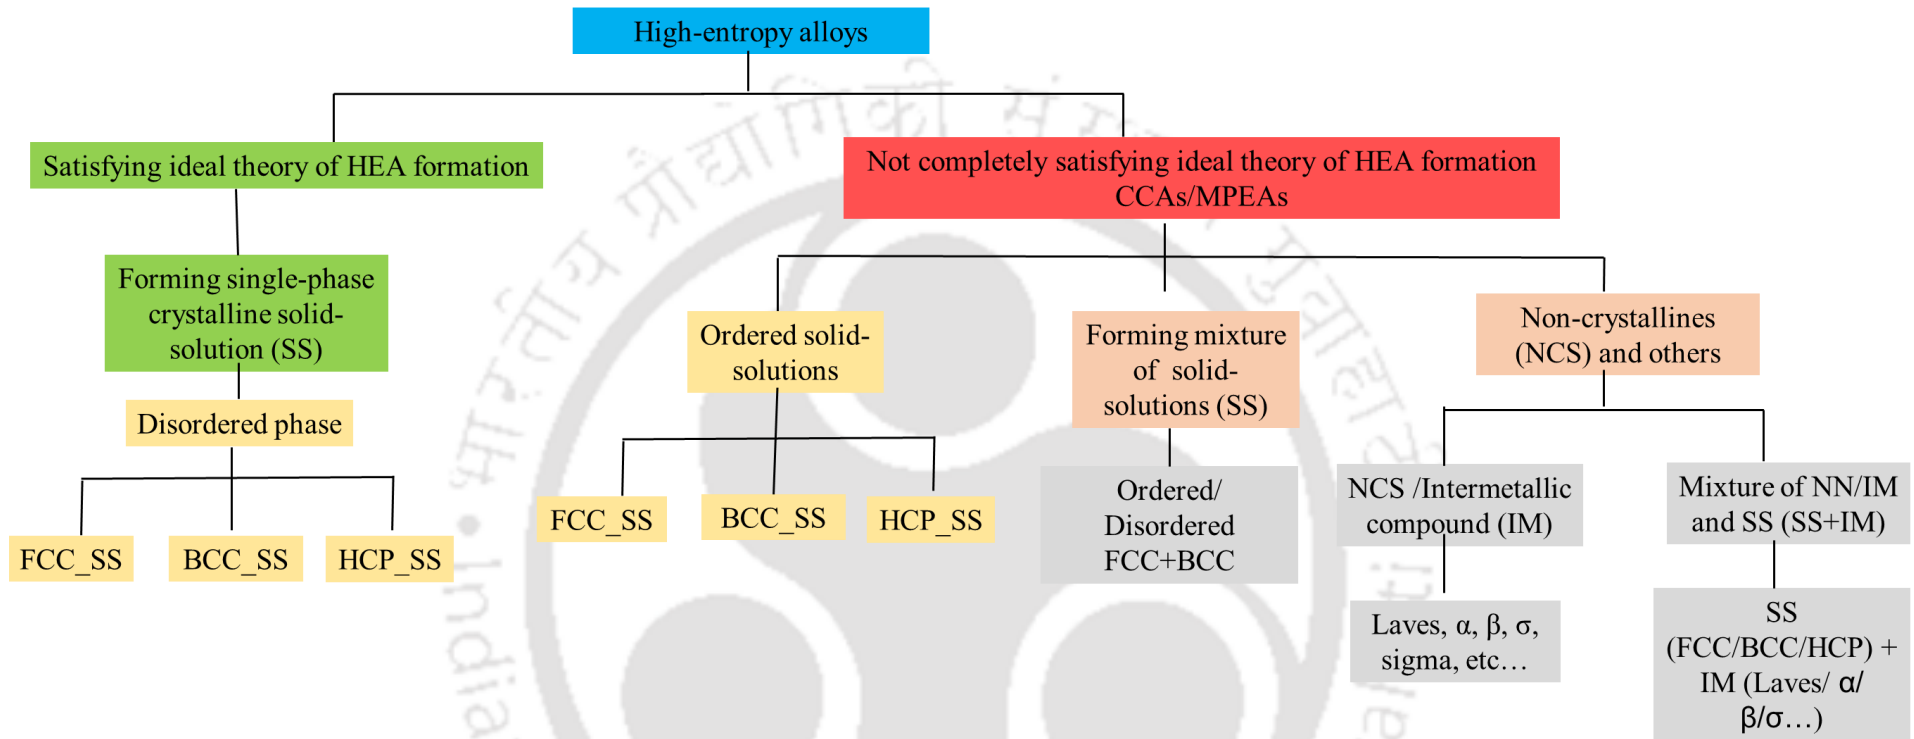 High-entropy alloys
Satisfying ideal theory of HEA formation
Not completely satisfying ideal theory of HEA formation
CCAs/MPEAs
Forming single-phase
crystalline solid-
solution (SS)
Disordered phase
FCC_SS
BCC_SS
HCP_SS
Ordered solid-
solutions
FCC_SS
BCC_SS
HCP_SS
Forming mixture
of solid-
solutions (SS)
Ordered/
Disordered
FCC+BCC
Non-crystallines
(NCS) and others
NCS /Intermetallic
compound (IM)
Laves, α, β, σ,
sigma, etc…
Mixture of NN/IM
and SS (SS+IM)
SS
(FCC/BCC/HCP) +
IM (Laves/ α/
β/σ…)
भारतीय प्रौद्योगिकी
India